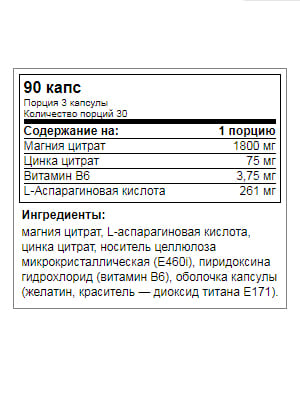 90 капс
Порция 3 капсулы
Количество порций 30
Содержание на: 1 порцию
Магния цитрат 1800 мг
Цинка цитрат 75 мг
Витамин B6 3,75 мг
L-Аспарагиновая кислота 261 мг
Ингредиенты:
магния цитрат, L-аспарагиновая кислота,
цинка цитрат, носитель целлюлоза
микрокристаллическая (E460i), пиридоксина
гидрохлорид (витамин B6), оболочка капсулы
(желатин, краситель — диоксид титана E171).